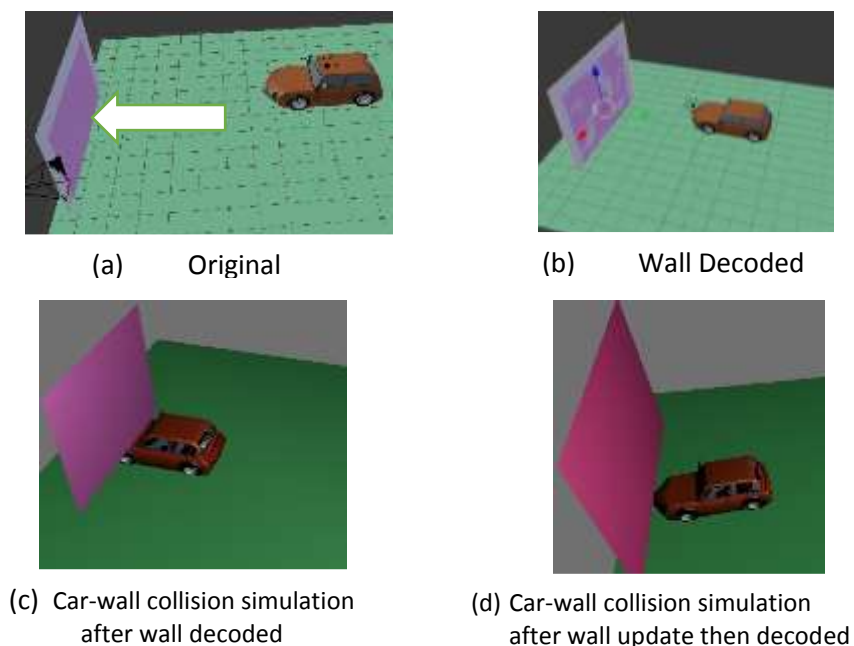 (a) Original
(b) Wall Decoded
(c) Car-wall collision simulation
after wall decoded
(d) Car-wall collision simulation
after wall update then decoded